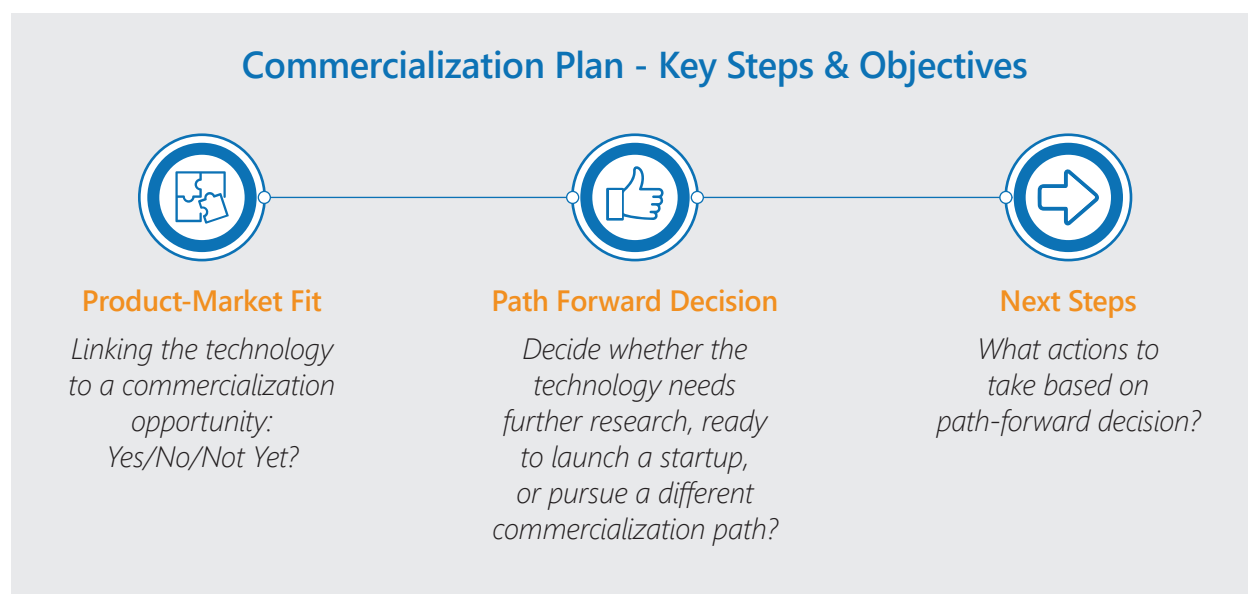 Commercialization Plan - Key Steps & Objectives
Product-Market Fit
Linking the technology
to a commercialization
opportunity:
Yes/No/Not Yet?
Path Forward Decision
Decide whether the
technology needs
further research, ready
to launch a startup,
or pursue a different
commercialization path?
Next Steps
What actions to
take based on
path-forward decision?